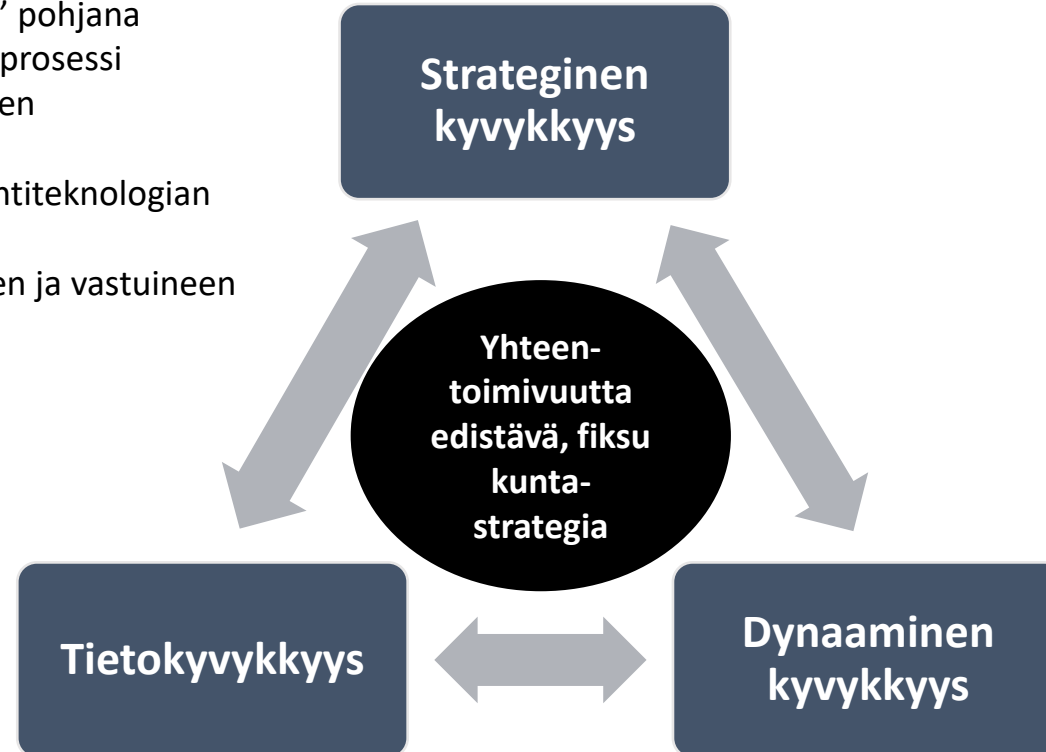 ” pohjana
prosessi
en
ntiteknologian
en ja vastuineen
Strateginen
kyvykkyys
Yhteen-
toimivuutta
edistävä, fiksu
kunta-
strategia
Tietokyvykkyys
Dynaaminen
kyvykkyys